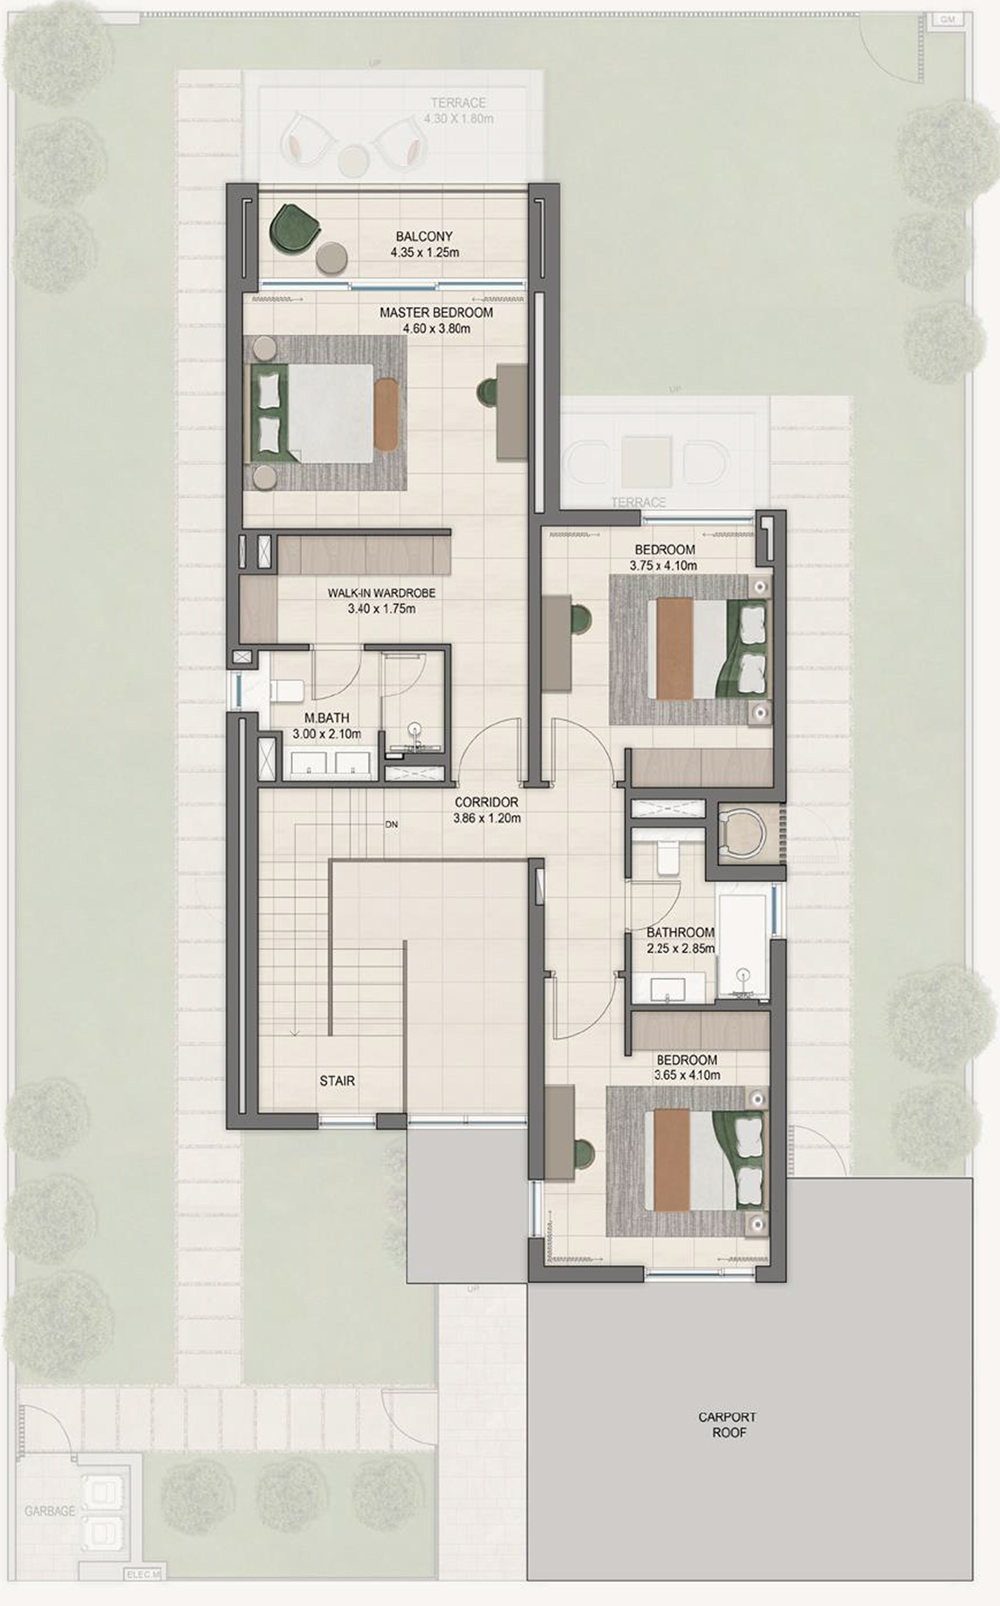 GM
UP
TERRACE
4.30 X 1.80m
BALCONY
4.35 x 1.25m
MASTER BEDROOM
4.60 x 3.80m
UP
TERRACE
BEDROOM
3.75 x 4.10m
WALK-IN WARDROBE
3.40 x 1.75m
M.BATH
3.00 x 2.10m
CORRIDOR
3.86 x 1.20m
DN
BATHROOM
2.25 x 2.85m
STAIR
BEDROOM
3.65 x 4.10m
UP
CARPORT
ROOF
GARBAGE
ELEC.M